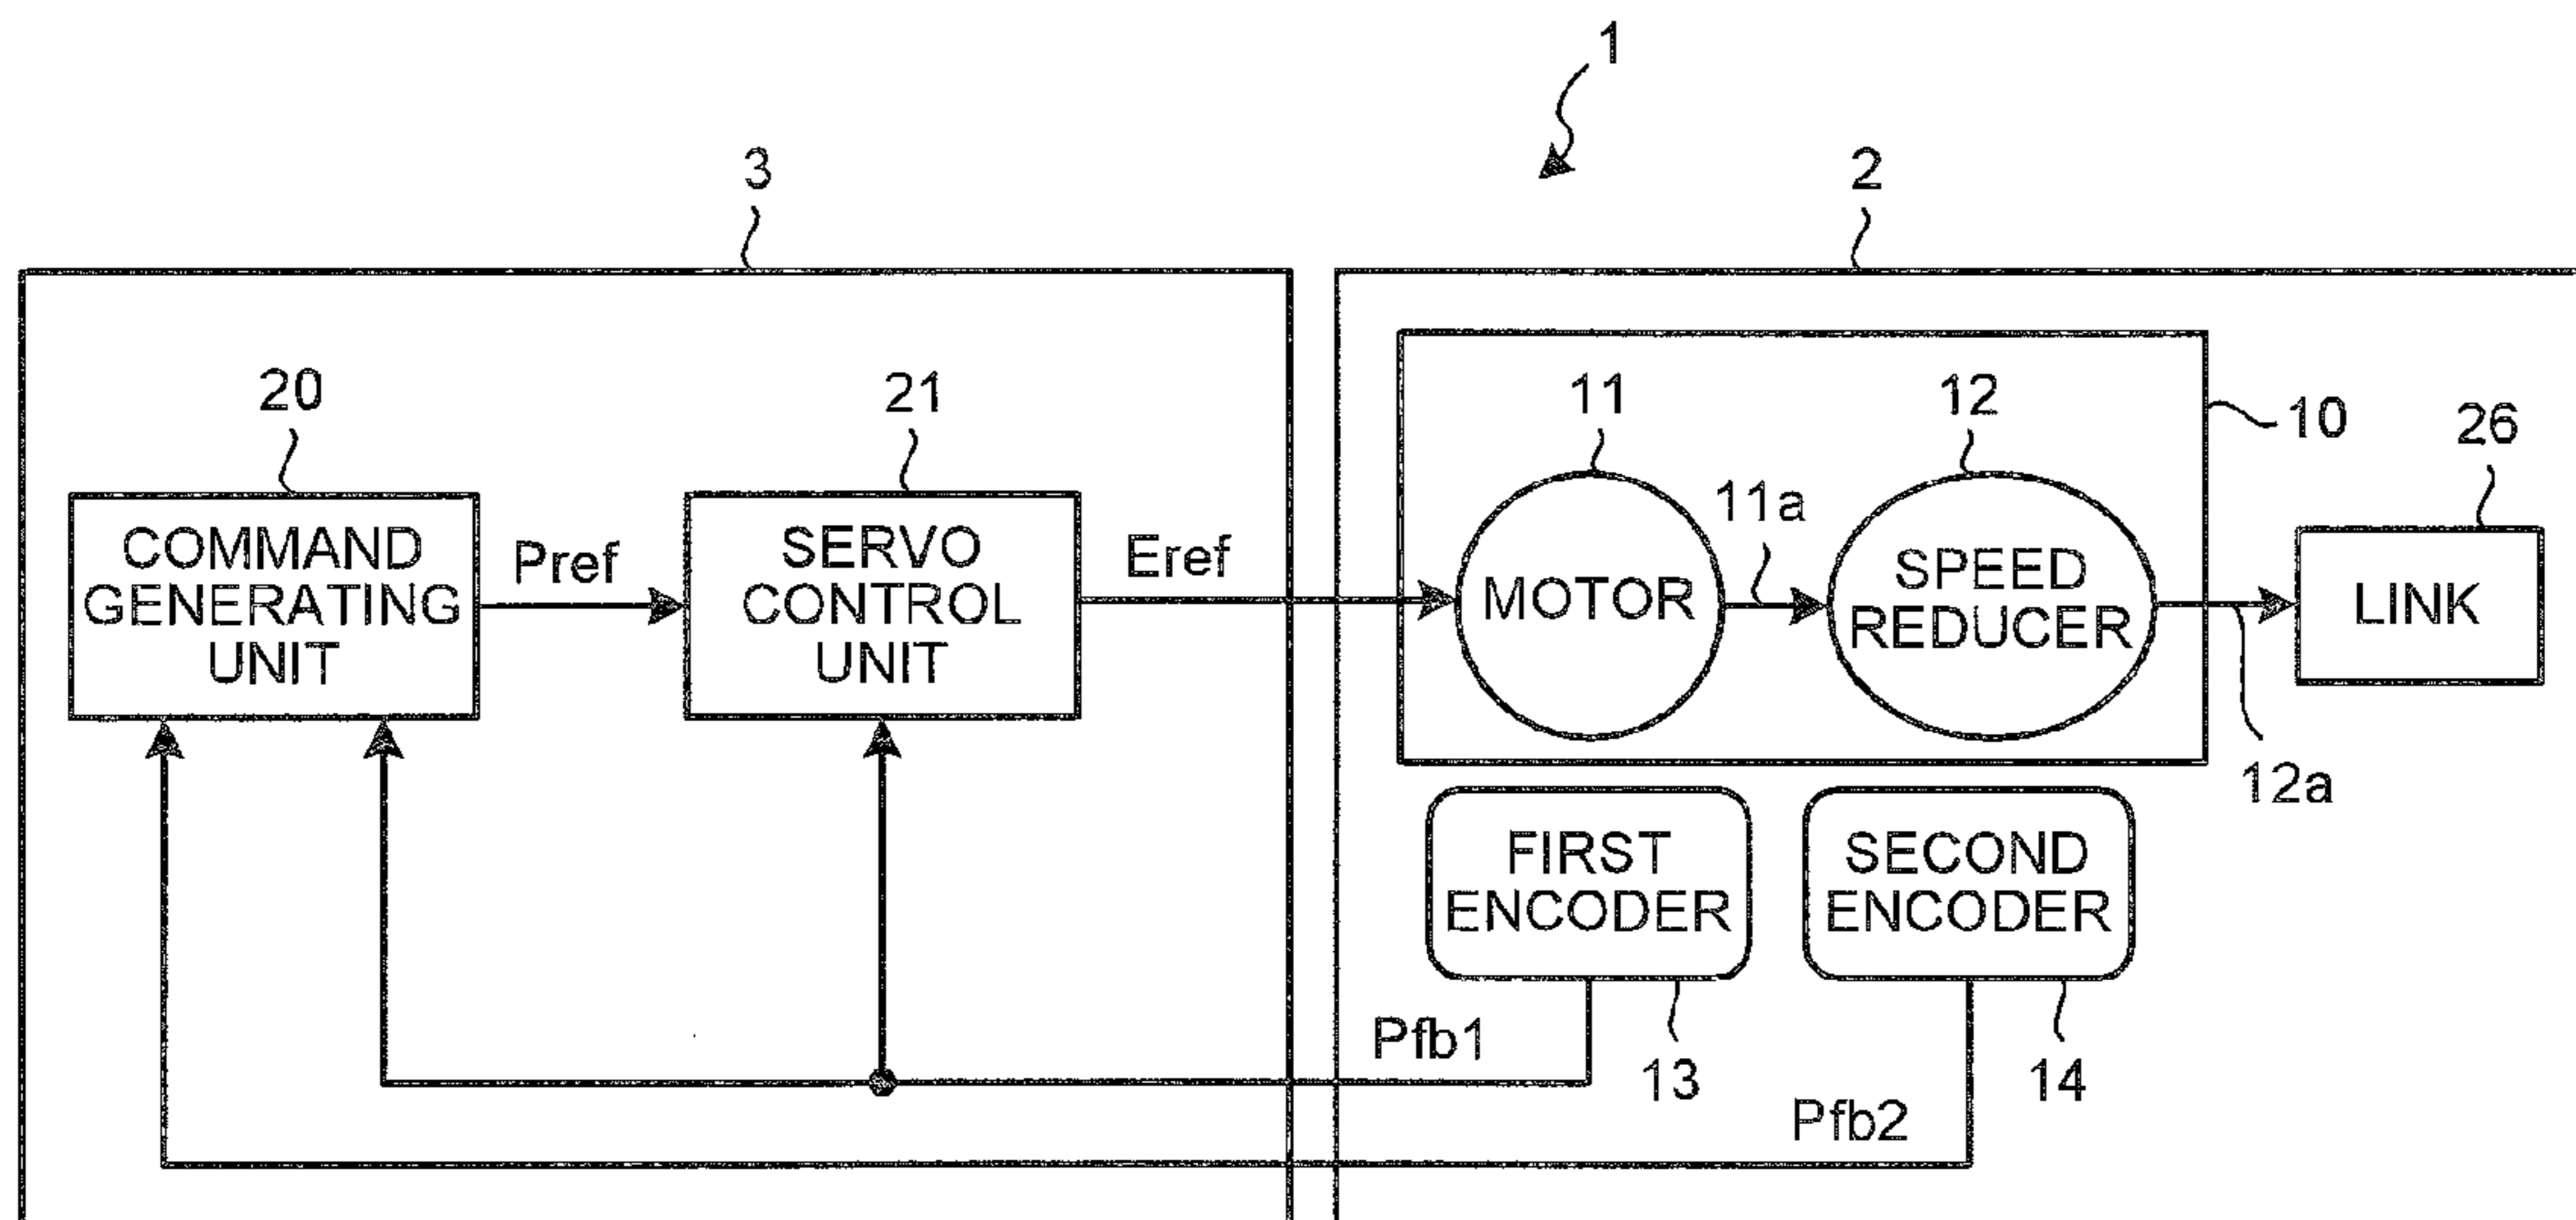 1
3
2
20
21
11
12
10
26
COMMAND
GENERATING
UNIT
Pref
SERVO
CONTROL
UNIT
Eref
MOTOR
11a
SPEED
REDUCER
LINK
12a
FIRST
ENCODER
SECOND
ENCODER
Pfb1
13
14
Pfb2